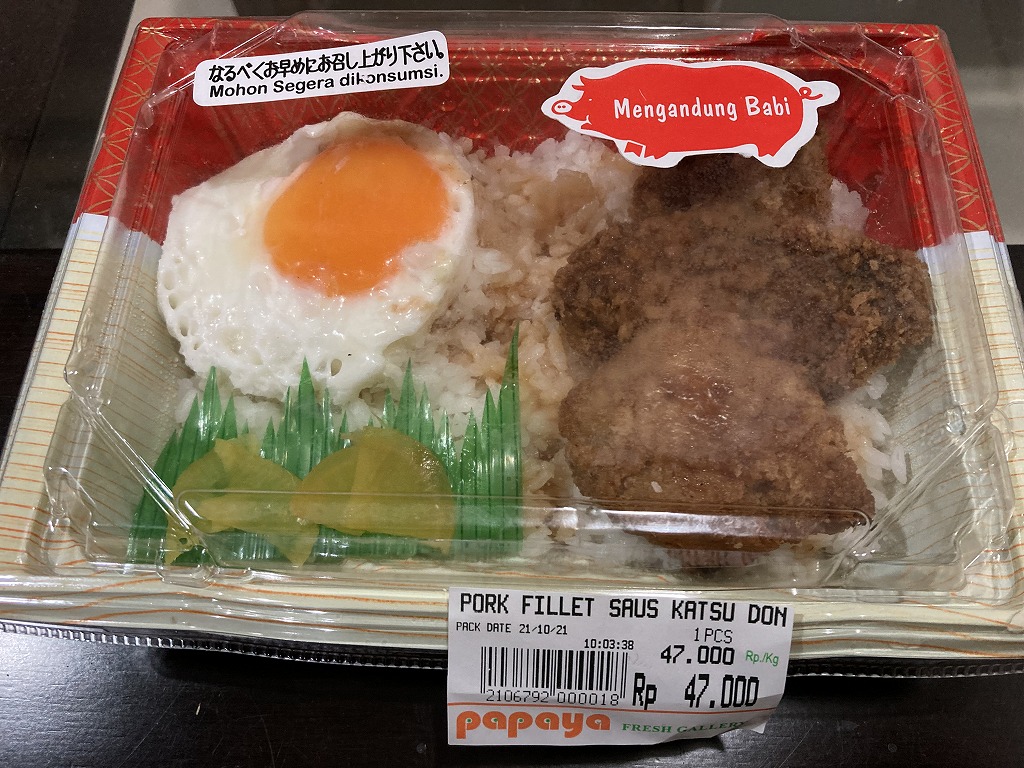 なるべくお早めにお召し上がり下さい。
Mohon Segera dikonsumsi.
Mengandung Babi
PORK FILLET SAUS KATSU DON
PACK DATE 21/10/21
1PCS
10:03:38
47.000 Rp./Kg
Rp 47.000
2106792 000018
papaya FRESH GALLERY